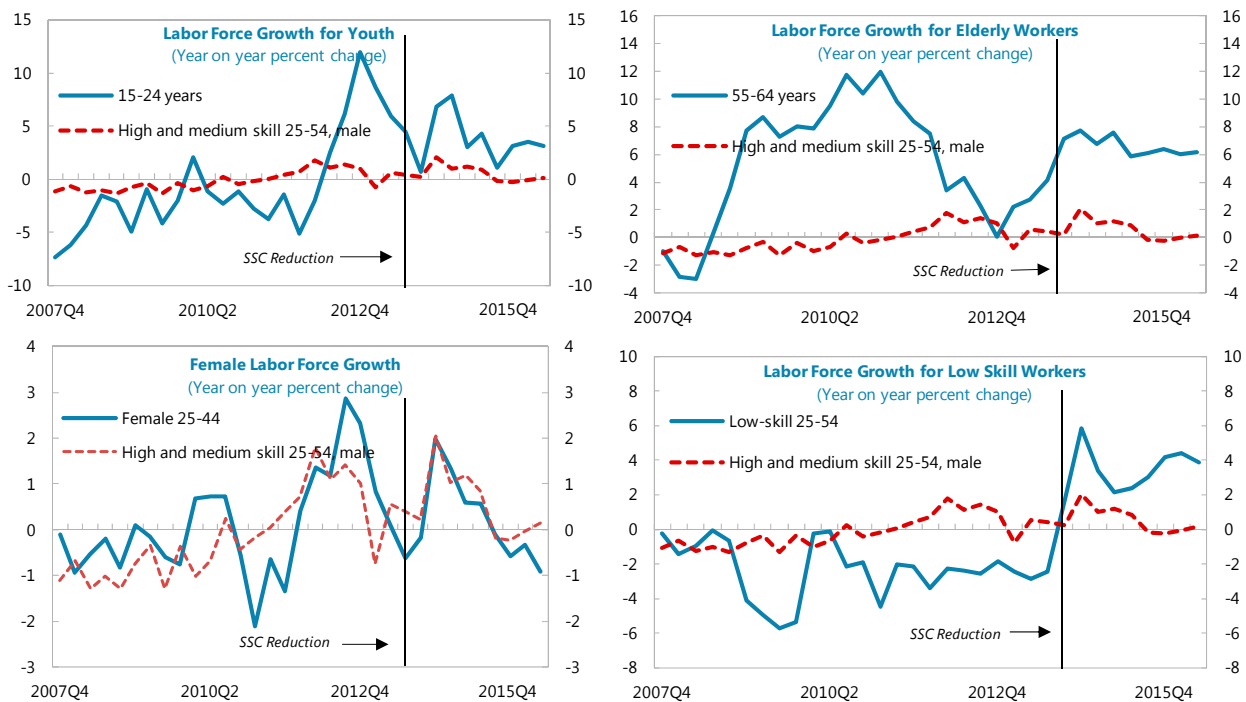 Labor Force Growth for Youth
(Year on year percent change)
15
10
5
0
-5
-10
15
10
5
0
-5
-10
15-24 years
High and medium skill 25-54, male
SSC Reduction
2007Q4 2010Q2 2012Q4 2015Q4
Labor Force Growth for Elderly Workers
(Year on year percent change)
16
14
12
10
8
6
4
2
0
-2
-4
16
14
12
10
8
6
4
2
0
-2
-4
55-64 years
High and medium skill 25-54, male
SSC Reduction
2007Q4 2010Q2 2012Q4 2015Q4
Female Labor Force Growth
(Year on year percent change)
4
3
2
1
0
-1
-2
-3
4
3
2
1
0
-1
-2
-3
Female 25-44
High and medium skill 25-54, male
SSC Reduction
2007Q4 2010Q2 2012Q4 2015Q4
Labor Force Growth for Low Skill Workers
(Year on year percent change)
10
8
6
4
2
0
-2
-4
-6
-8
10
8
6
4
2
0
-2
-4
-6
-8
Low-skill 25-54
High and medium skill 25-54, male
SSC Reduction
2007Q4 2010Q2 2012Q4 2015Q4